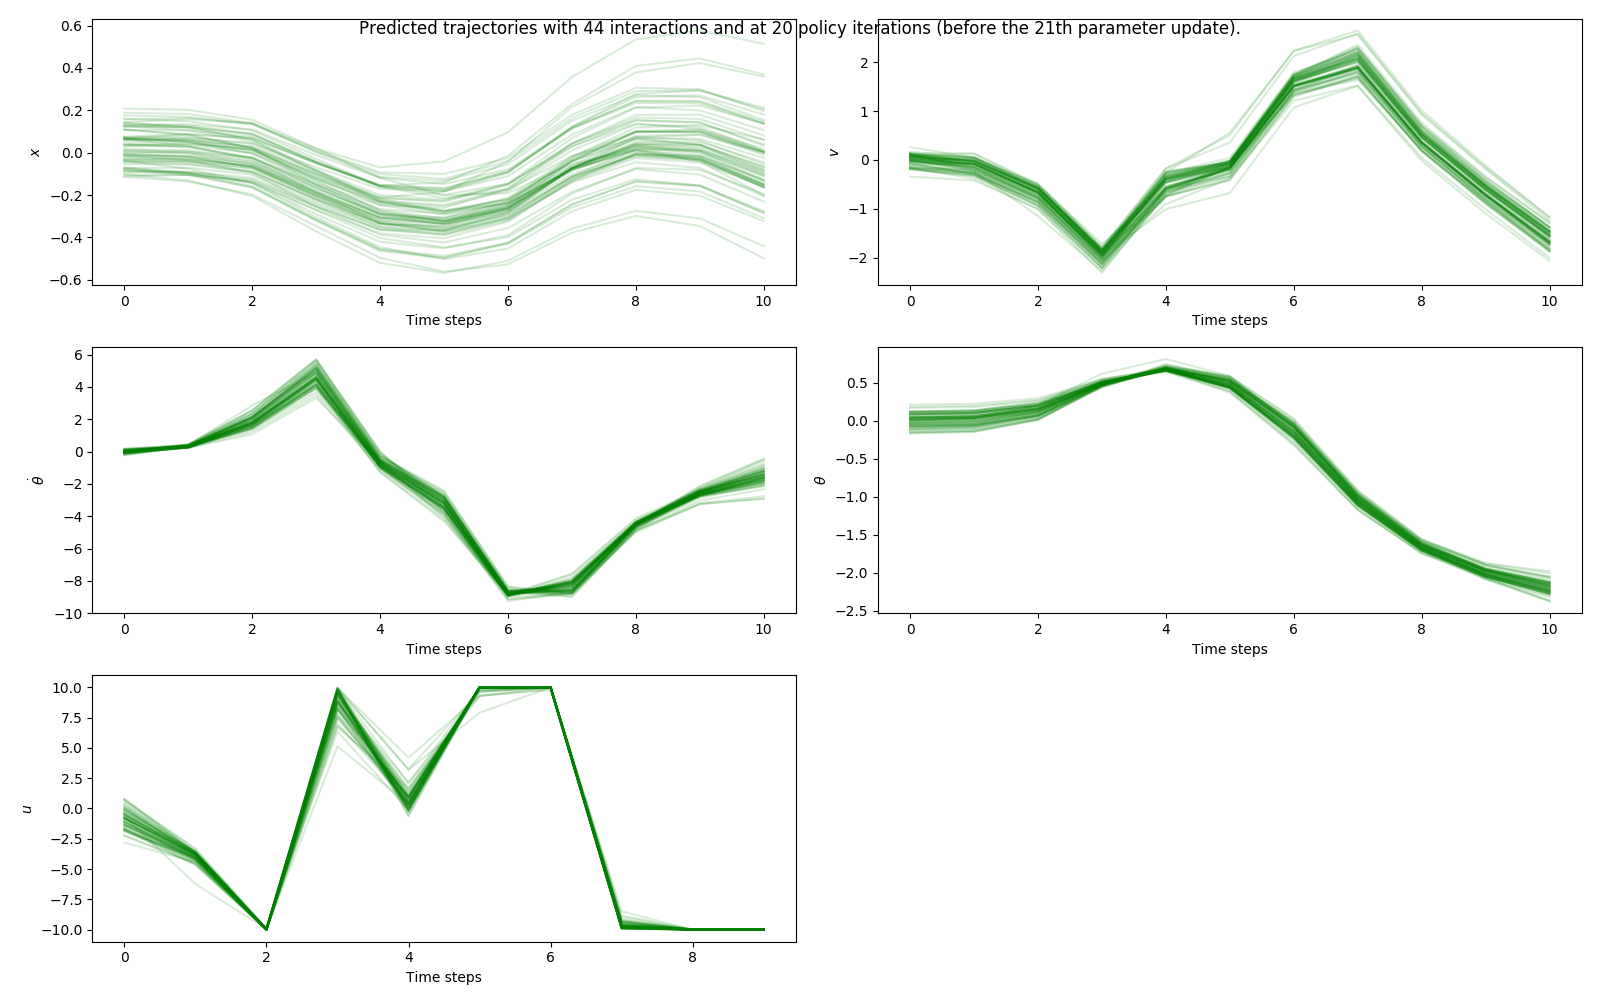 Predicted trajectories with 44 interactions and at 20 policy iterations (before the 21th parameter update).
0.6
0.4
0.2
0.0
−0.2
−0.4
−0.6
x
0 2 4 6 8 10
Time steps
2
1
0
−1
−2
v
0 2 4 6 8 10
Time steps
6
4
2
0
−2
−4
−6
−8
−10
θ̇
0 2 4 6 8 10
Time steps
0.5
0.0
−0.5
−1.0
−1.5
−2.0
−2.5
θ
0 2 4 6 8 10
Time steps
10.0
7.5
5.0
2.5
0.0
−2.5
−5.0
−7.5
−10.0
u
0 2 4 6 8
Time steps